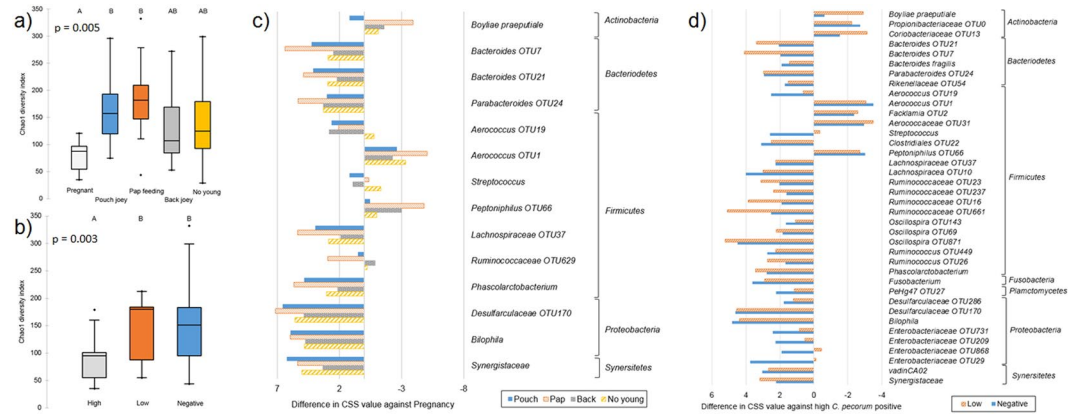 a)
p = 0.005
A B B AB AB
Chao1 diversity index
350
300
250
200
150
100
50
0
Pregnant Pap feeding No young
Pouch joey Back joey
b)
p = 0.003
A B B
Chao1 diversity index
350
300
250
200
150
100
50
0
High Low Negative
c)
Boyliae praeputiale
Bacteroides OTU7
Bacteroides OTU21
Parabacteroides OTU24
Aerococcus OTU19
Aerococcus OTU1
Streptococcus
Peptoniphilus OTU66
Lachnospiraceae OTU37
Ruminococcaceae OTU629
Phascolarctobacterium
Desulfarculaceae OTU170
Bilophila
Synergistaceae
Actinobacteria
Bacteriodetes
Firmicutes
Proteobacteria
Synersitetes
7 2 -3 -8
Difference in CSS value against Pregnancy
Pouch Pap Back No young
d)
Boyliae praeputiale
Propionibacteriaceae OTU0
Coriobacteriaceae OTU13
Bacteroides OTU21
Bacteroides OTU7
Bacteroides fragilis
Parabacteroides OTU24
Rikenellaceae OTU54
Aerococcus OTU19
Aerococcus OTU1
Facklamia OTU2
Aerococcaceae OTU31
Streptococcus
Clostridiales OTU22
Peptoniphilus OTU66
Lachnospiraceae OTU37
Lachnospiracea OTU10
Ruminococcaceae OTU23
Ruminococcaceae OTU237
Ruminococcaceae OTU16
Ruminococcaceae OTU661
Oscillospira OTU143
Oscillospira OTU69
Oscillospira OTU871
Ruminococcus OTU449
Ruminococcus OTU26
Phascolarctobacterium
Fusobacterium
PeHg47 OTU27
Desulfarculaceae OTU286
Desulfarculaceae OTU170
Bilophila
Enterobacteriaceae OTU731
Enterobacteriaceae OTU209
Enterobacteriaceae OTU868
Enterobacteriaceae OTU29
vadinCA02
Synergistaceae
Actinobacteria
Bacteriodetes
Firmicutes
Fusobacteria
Planctomycetes
Proteobacteria
Synersitetes
6 4 2 0 -2 -4
Difference in CSS value against high C. pecorum positive
Low Negative